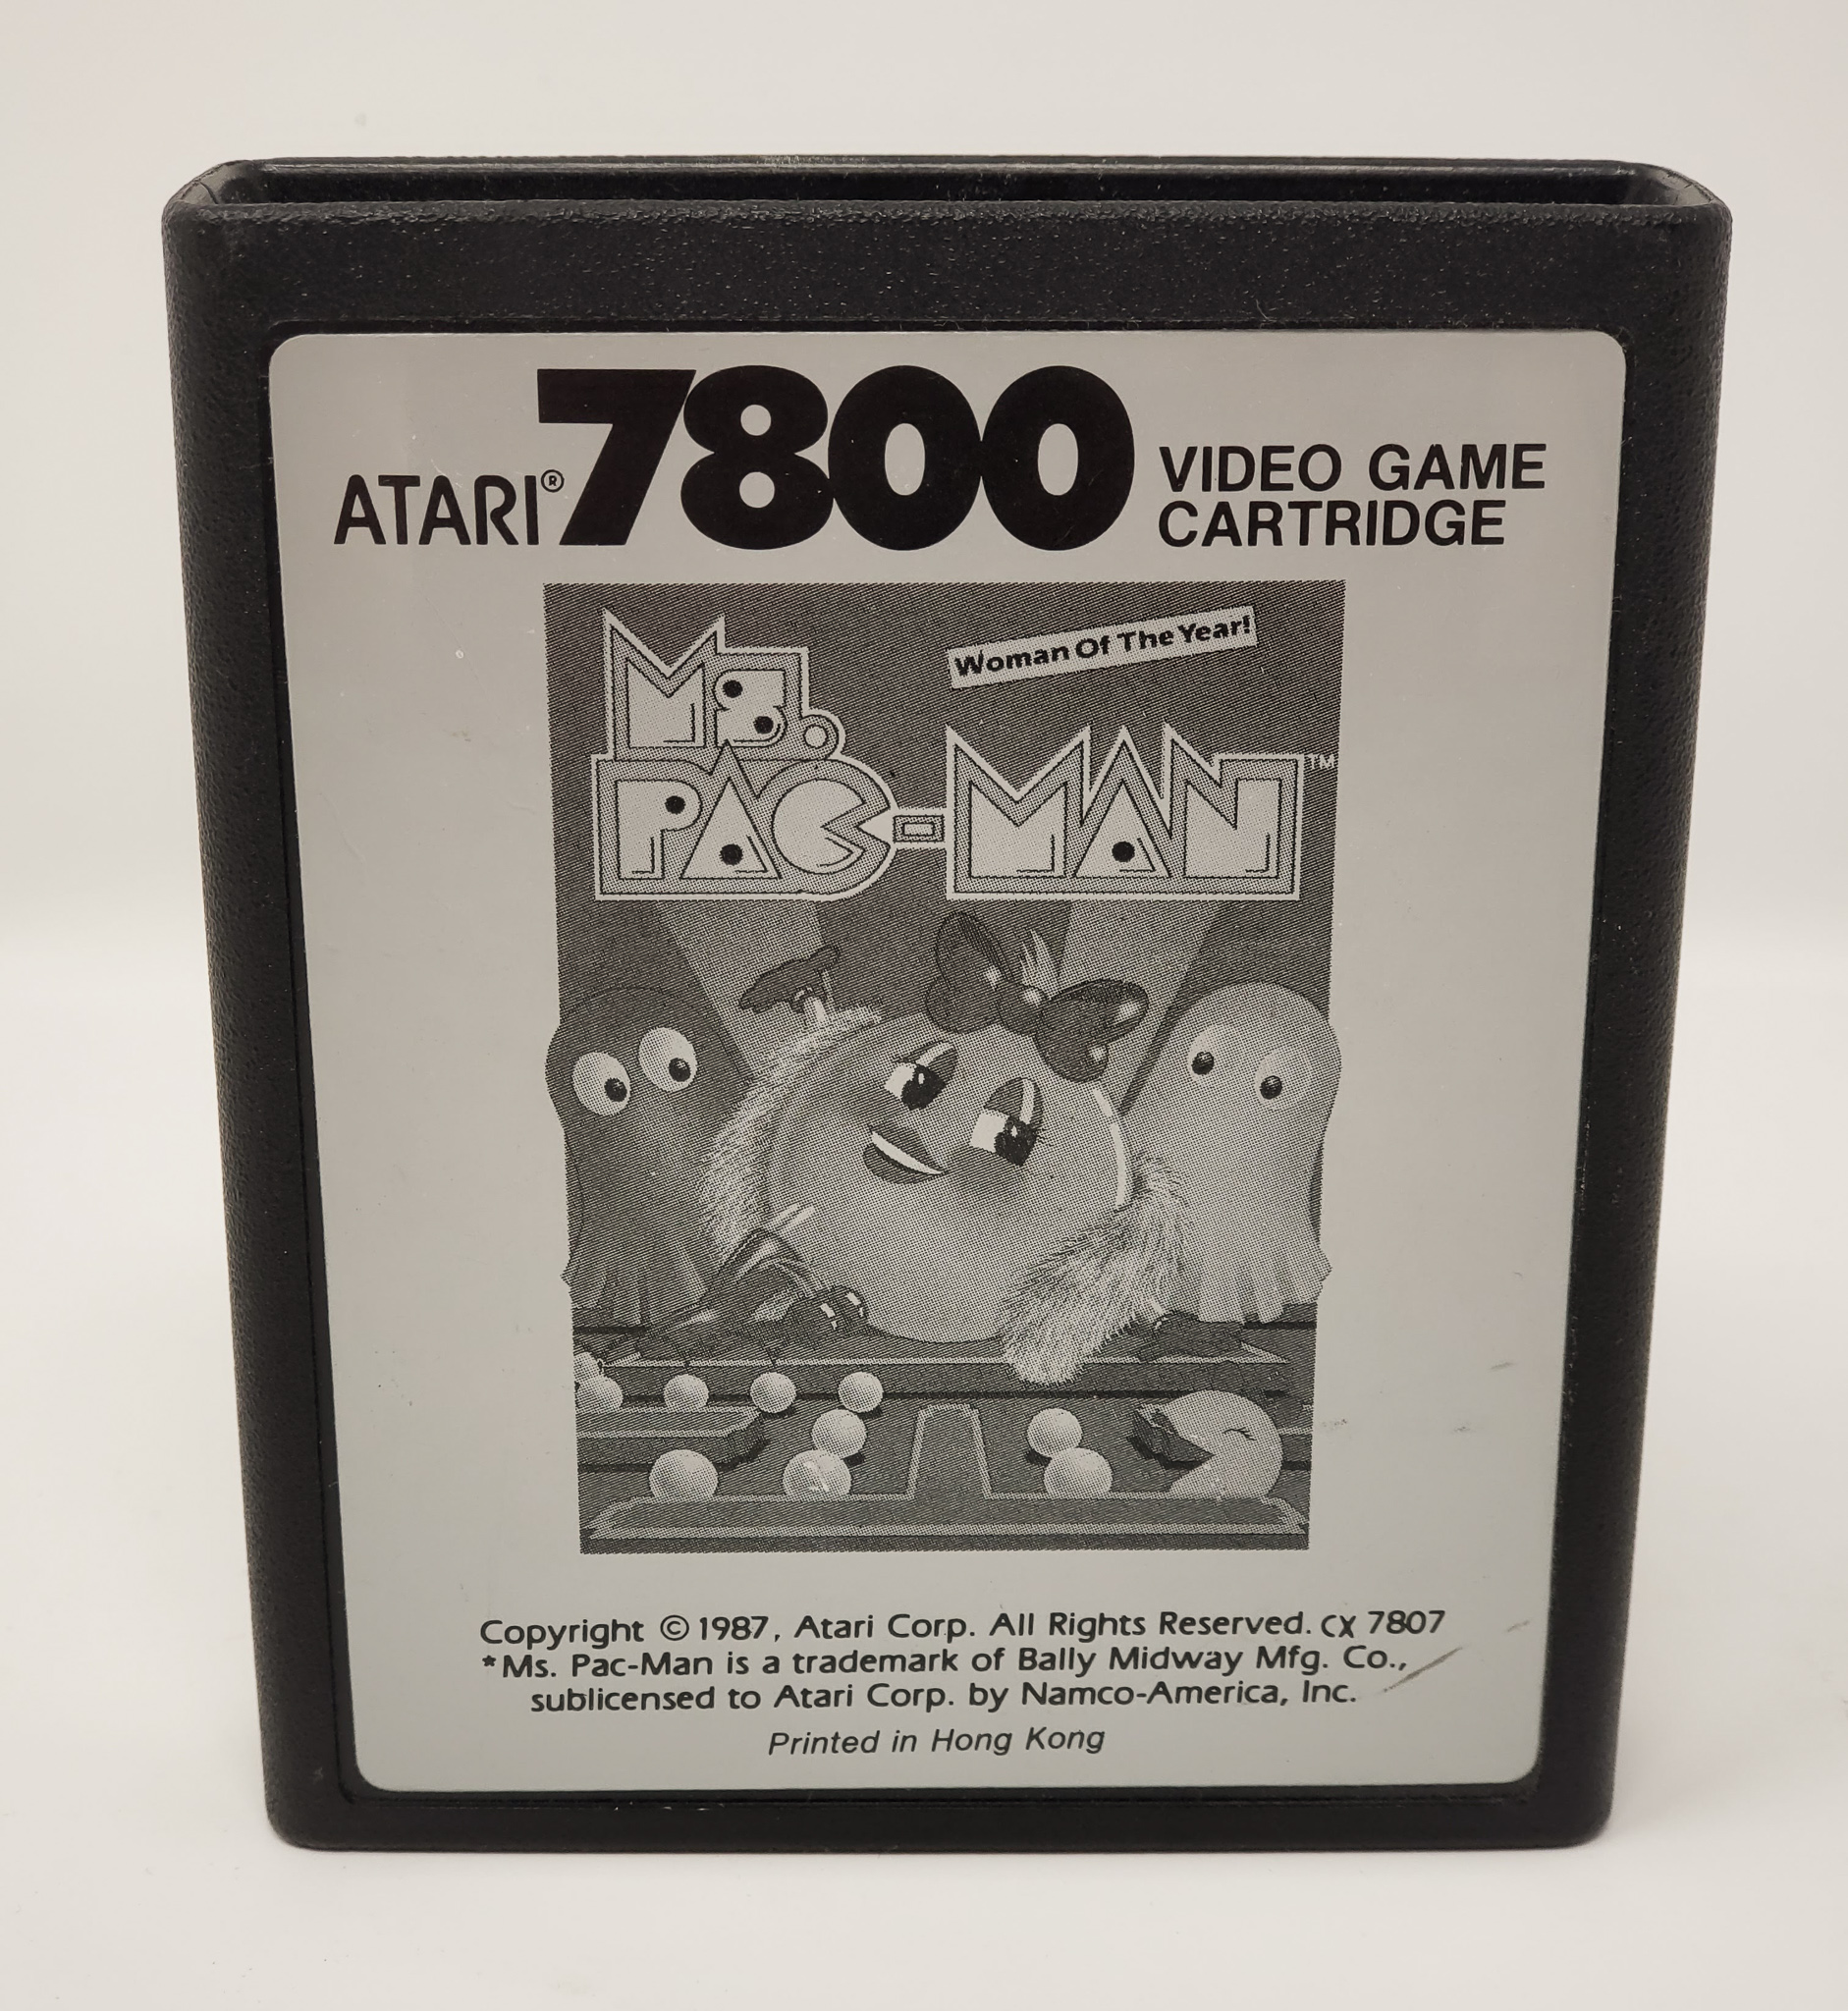 ATARI® 7800 VIDEO GAME
CARTRIDGE
Woman Of The Year!
Ms.
PAC-MAN™
Copyright © 1987, Atari Corp. All Rights Reserved. CX 7807
*Ms. Pac-Man is a trademark of Bally Midway Mfg. Co.,
sublicensed to Atari Corp. by Namco-America, Inc.
Printed in Hong Kong